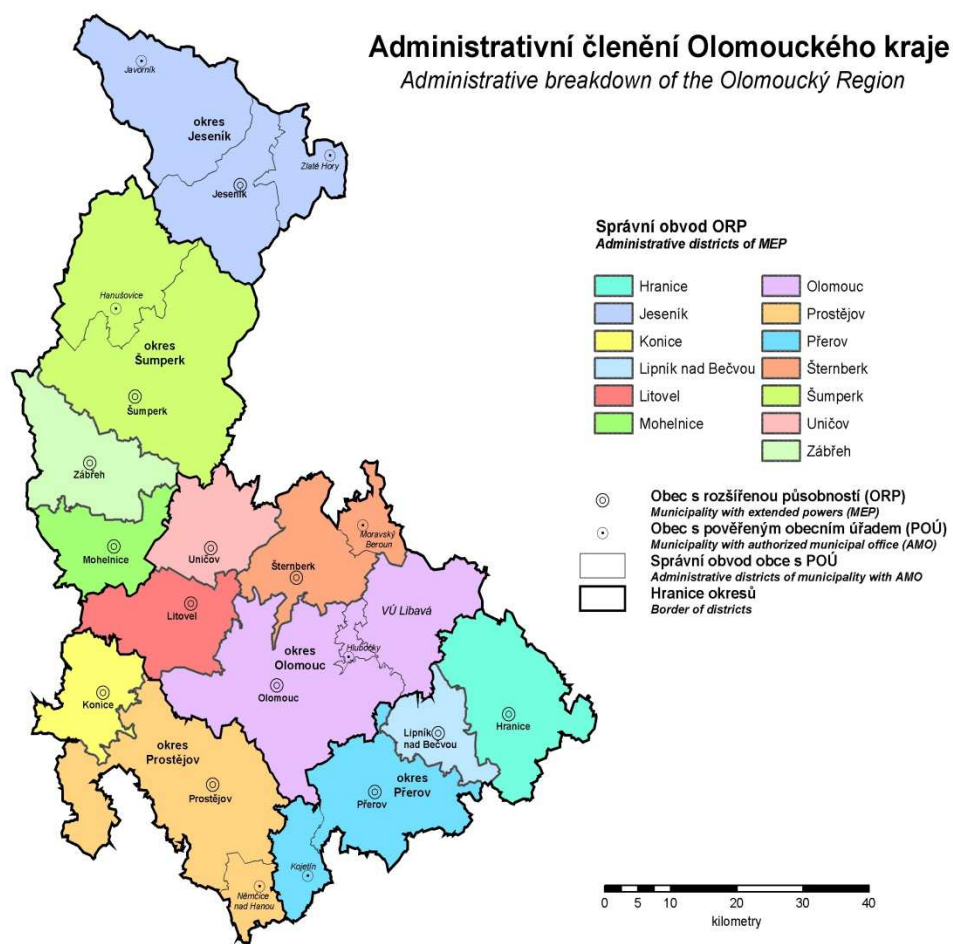 Administrativní členění Olomouckého kraje
Administrative breakdown of the Olomoucký Region
Javorník
okres
Jeseník
Zlaté Hory
Jeseník
Hanušovice
okres
Šumperk
Šumperk
Zábřeh
Mohelnice
Uničov
Moravský
Beroun
Šternberk
Litovel
VÚ Libavá
Hlubočky
okres
Olomouc
Olomouc
Konice
Hranice
Lipník
nad Bečvou
okres
Prostějov
Prostějov
okres
Přerov
Přerov
Kojetín
Němčice
nad Hanou
Správní obvod ORP
Administrative districts of MEP
Hranice
Jeseník
Konice
Lipník nad Bečvou
Litovel
Mohelnice
Olomouc
Prostějov
Přerov
Šternberk
Šumperk
Uničov
Zábřeh
Obec s rozšířenou působností (ORP)
Municipality with extended powers (MEP)
Obec s pověřeným obecním úřadem (POÚ)
Municipality with authorized municipal office (AMO)
Správní obvod obce s POÚ
Administrative districts of municipality with AMO
Hranice okresů
Border of districts
0 5 10 20 30 40
kilometry